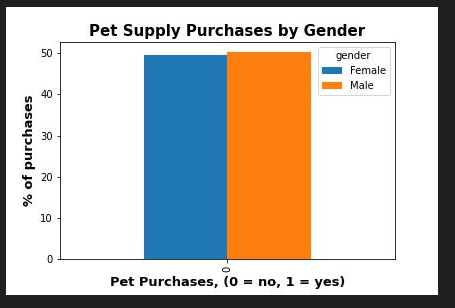 Pet Supply Purchases by Gender
gender
Female
Male
50
40
30
20
10
0
% of purchases
0
Pet Purchases, (0 = no, 1 = yes)